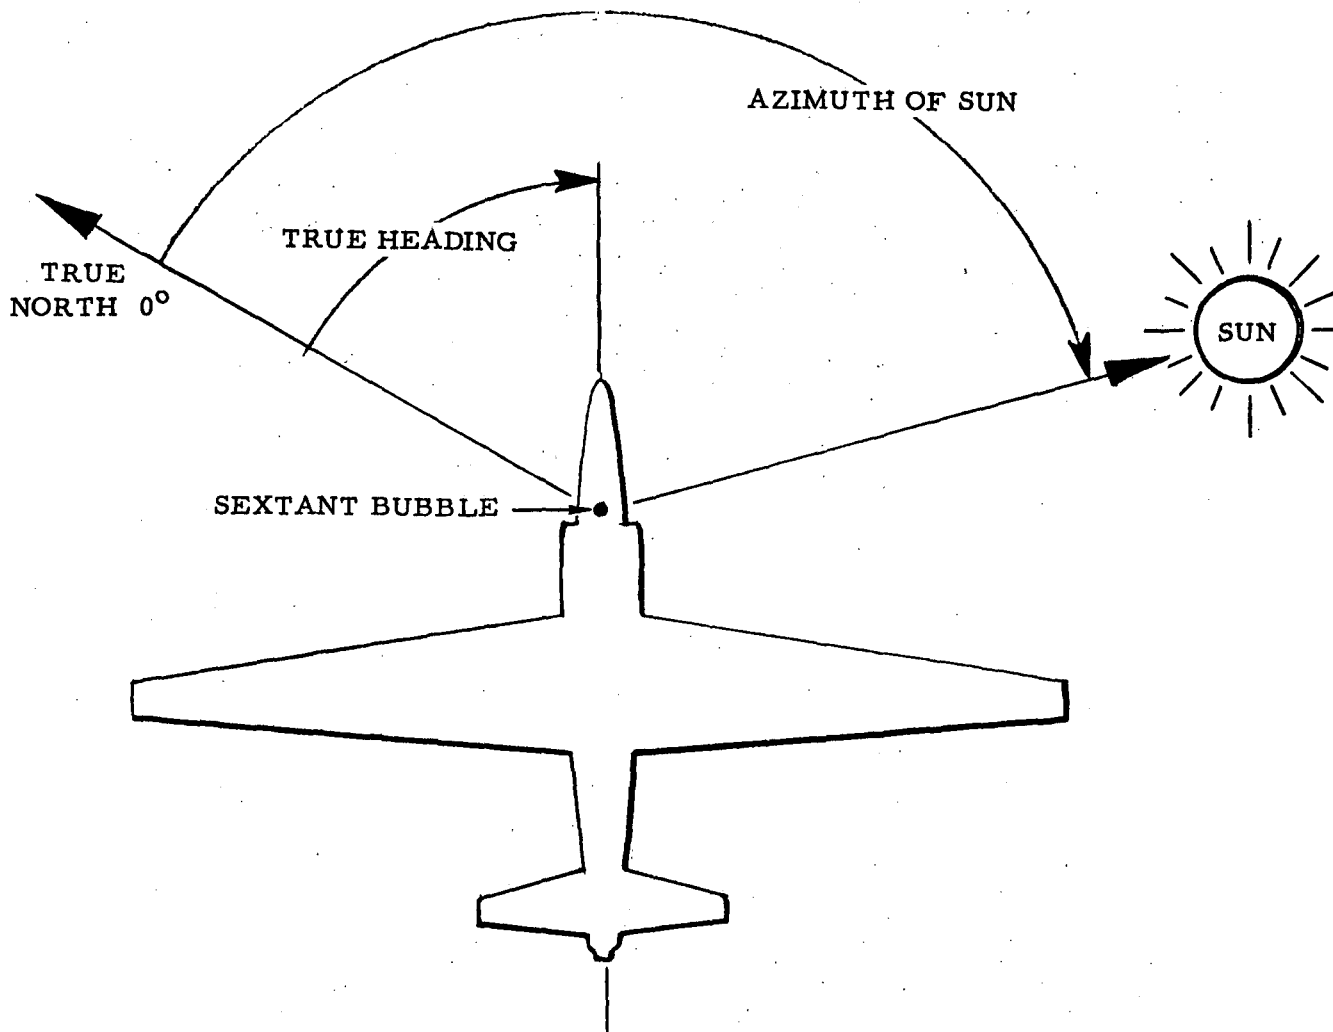 AZIMUTH OF SUN
TRUE HEADING
TRUE
NORTH 0°
SUN
SEXTANT BUBBLE